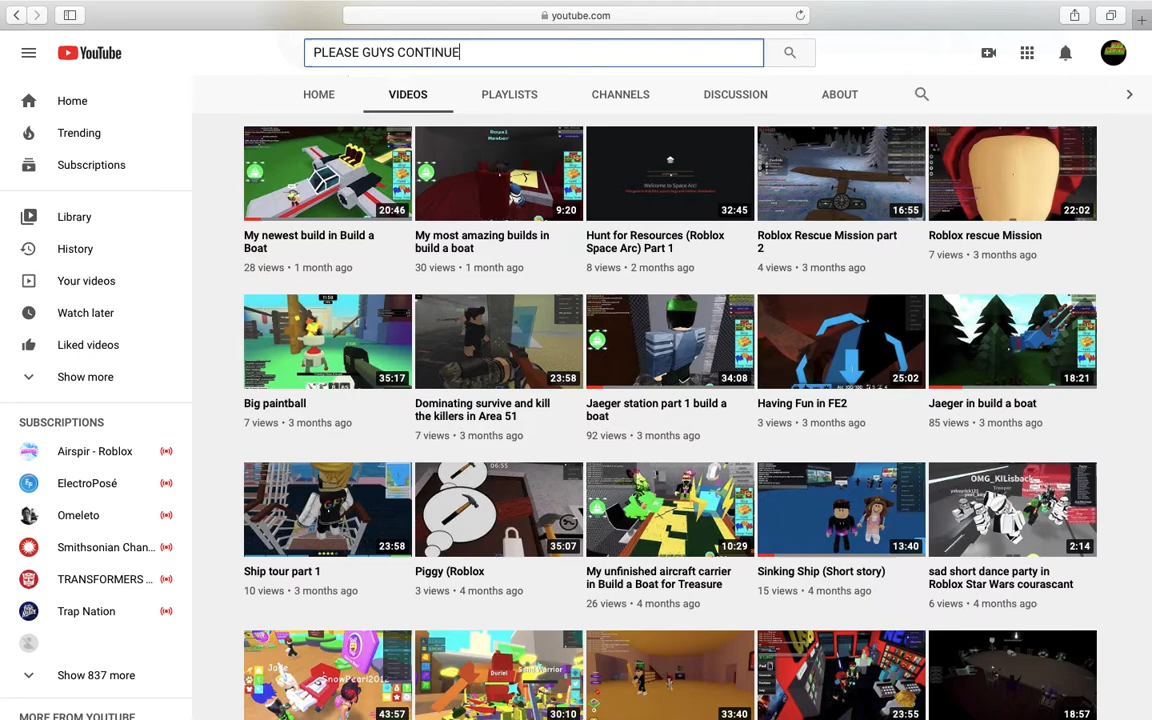 youtube.com
YouTube
PLEASE GUYS CONTINUE
HOME VIDEOS PLAYLISTS CHANNELS DISCUSSION ABOUT
Home
Trending
Subscriptions
Library
History
Your videos
Watch later
Liked videos
Show more
SUBSCRIPTIONS
Airspir - Roblox
ElectroPosé
Omeleto
Smithsonian Chan...
TRANSFORMERS ...
Trap Nation
Show 837 more
MORE FROM YOUTUBE
20:46
My newest build in Build a
Boat
28 views • 1 month ago
9:20
My most amazing builds in
build a boat
30 views • 1 month ago
Welcome to Space Arc!
32:45
Hunt for Resources (Roblox
Space Arc) Part 1
8 views • 2 months ago
16:55
Roblox Rescue Mission part
2
4 views • 3 months ago
22:02
Roblox rescue Mission
7 views • 3 months ago
35:17
Big paintball
7 views • 3 months ago
23:58
Dominating survive and kill
the killers in Area 51
7 views • 3 months ago
34:08
Jaeger station part 1 build a
boat
92 views • 3 months ago
25:02
Having Fun in FE2
3 views • 3 months ago
18:21
Jaeger in build a boat
85 views • 3 months ago
23:58
Ship tour part 1
10 views • 3 months ago
06:55
35:07
Piggy (Roblox
3 views • 4 months ago
10:29
My unfinished aircraft carrier
in Build a Boat for Treasure
26 views • 4 months ago
13:40
Sinking Ship (Short story)
15 views • 4 months ago
OMG_KILisback
2:14
sad short dance party in
Roblox Star Wars courascant
6 views • 4 months ago
43:57
30:10
33:40
23:55
18:57